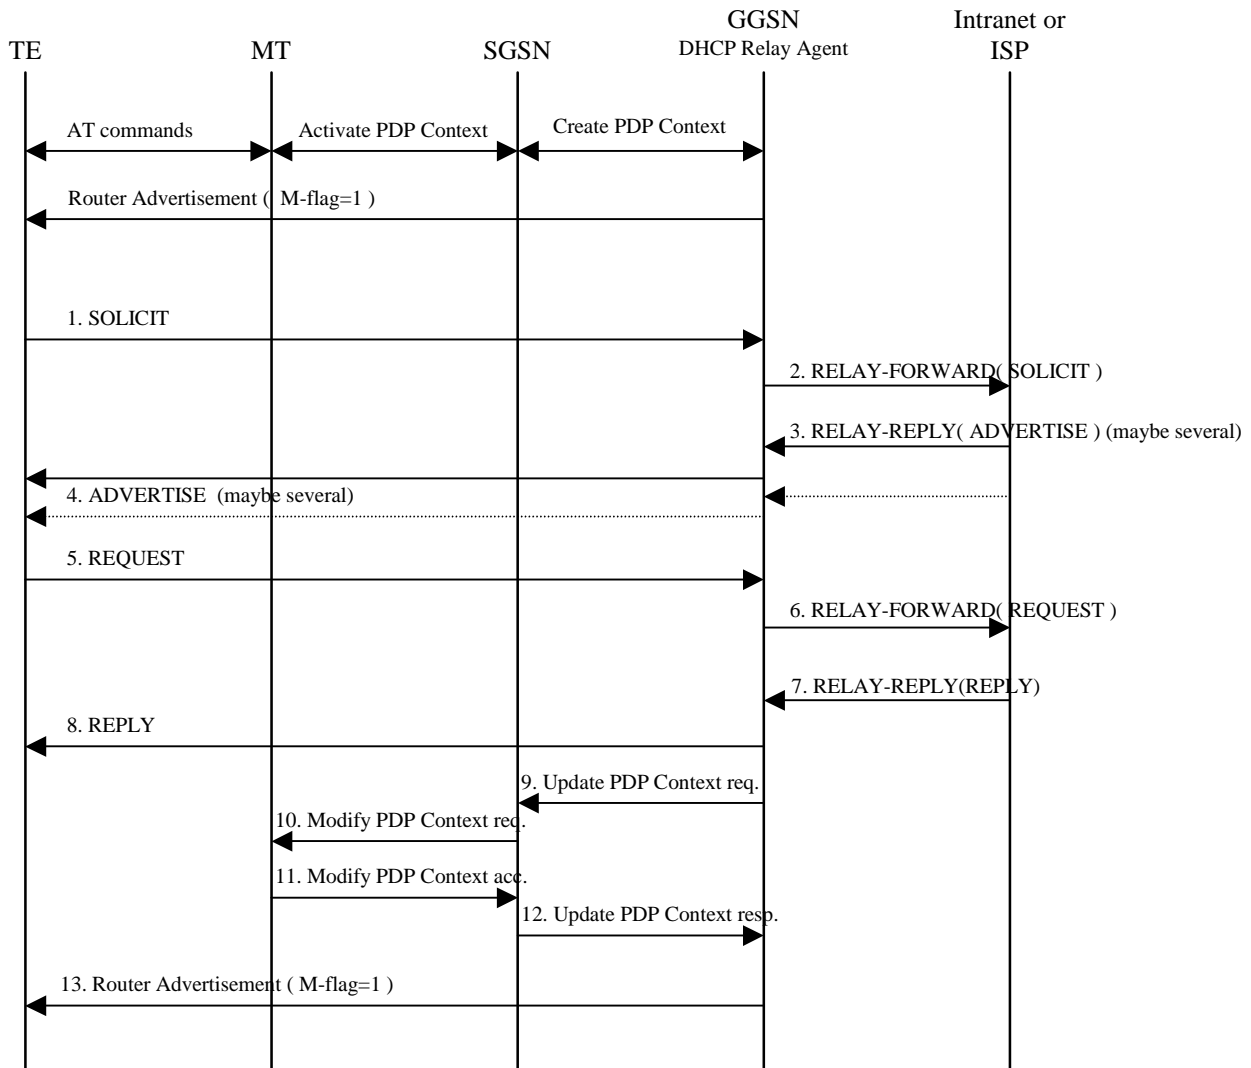 GGSN
Intranet or
TE
MT
SGSN
DHCP Relay Agent
ISP
AT commands
Activate PDP Context
Create PDP Context
Router Advertisement ( M-flag=1 )
1. SOLICIT
2. RELAY-FORWARD( SOLICIT )
3. RELAY-REPLY( ADVERTISE ) (maybe several)
4. ADVERTISE (maybe several)
5. REQUEST
6. RELAY-FORWARD( REQUEST )
7. RELAY-REPLY(REPLY)
8. REPLY
9. Update PDP Context req.
10. Modify PDP Context req.
11. Modify PDP Context acc.
12. Update PDP Context resp.
13. Router Advertisement ( M-flag=1 )